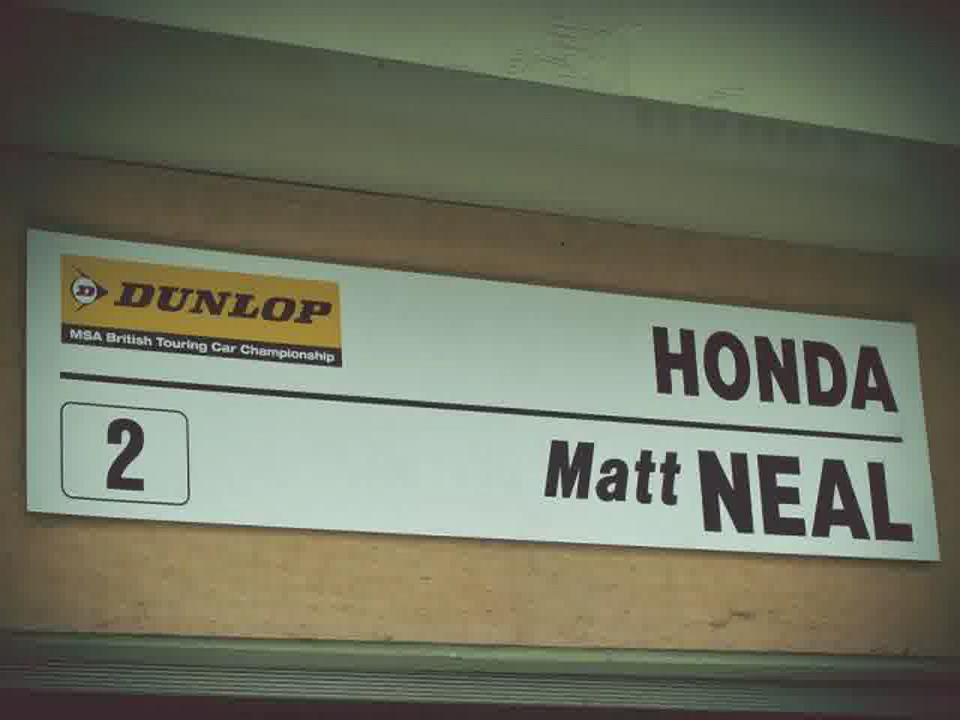 D DUNLOP
MSA British Touring Car Championship
HONDA
2
Matt NEAL